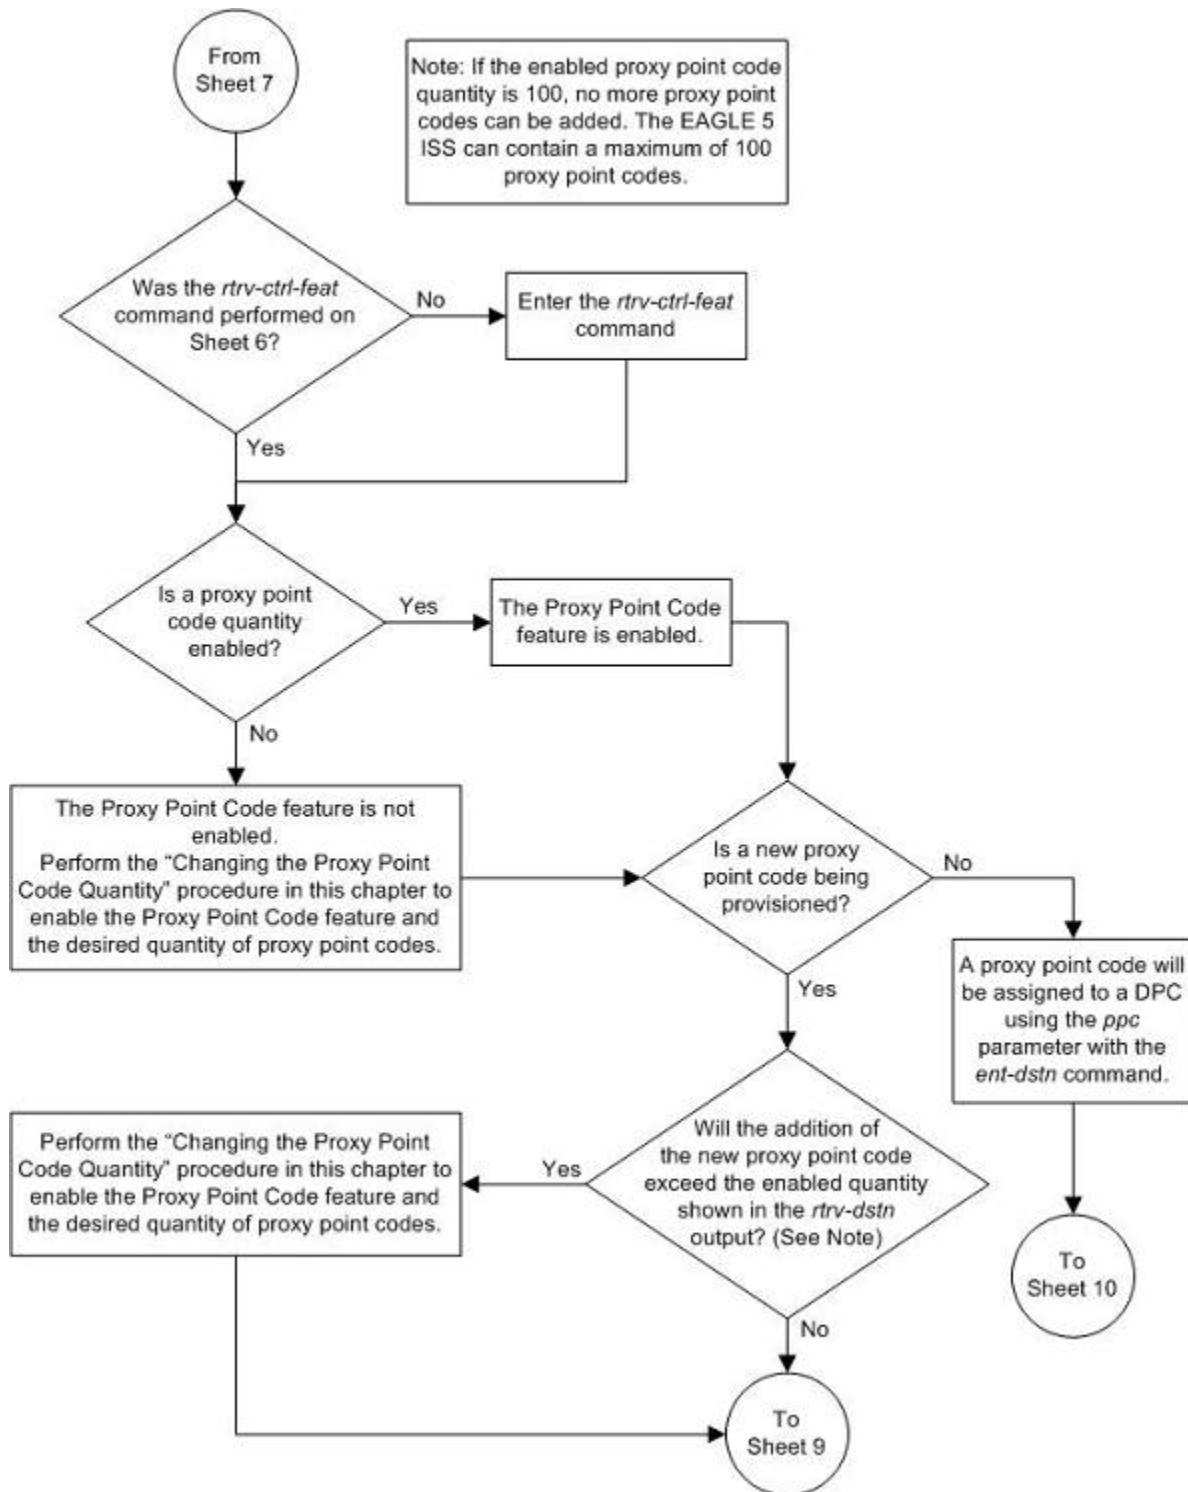 From
Sheet 7
Note: If the enabled proxy point code
quantity is 100, no more proxy point
codes can be added. The EAGLE 5
ISS can contain a maximum of 100
proxy point codes.
Was the rtrv-ctrl-feat
command performed on
Sheet 6?
No
Enter the rtrv-ctrl-feat
command
Yes
Is a proxy point
code quantity
enabled?
Yes
The Proxy Point Code
feature is enabled.
No
The Proxy Point Code feature is not
enabled.
Perform the “Changing the Proxy Point
Code Quantity” procedure in this chapter to
enable the Proxy Point Code feature and
the desired quantity of proxy point codes.
Is a new proxy
point code being
provisioned?
No
A proxy point code will
be assigned to a DPC
using the ppc
parameter with the
ent-dstn command.
Yes
Will the addition of
the new proxy point code
exceed the enabled quantity
shown in the rtrv-dstn
output? (See Note)
Yes
Perform the “Changing the Proxy Point
Code Quantity” procedure in this chapter to
enable the Proxy Point Code feature and
the desired quantity of proxy point codes.
To
Sheet 10
No
To
Sheet 9